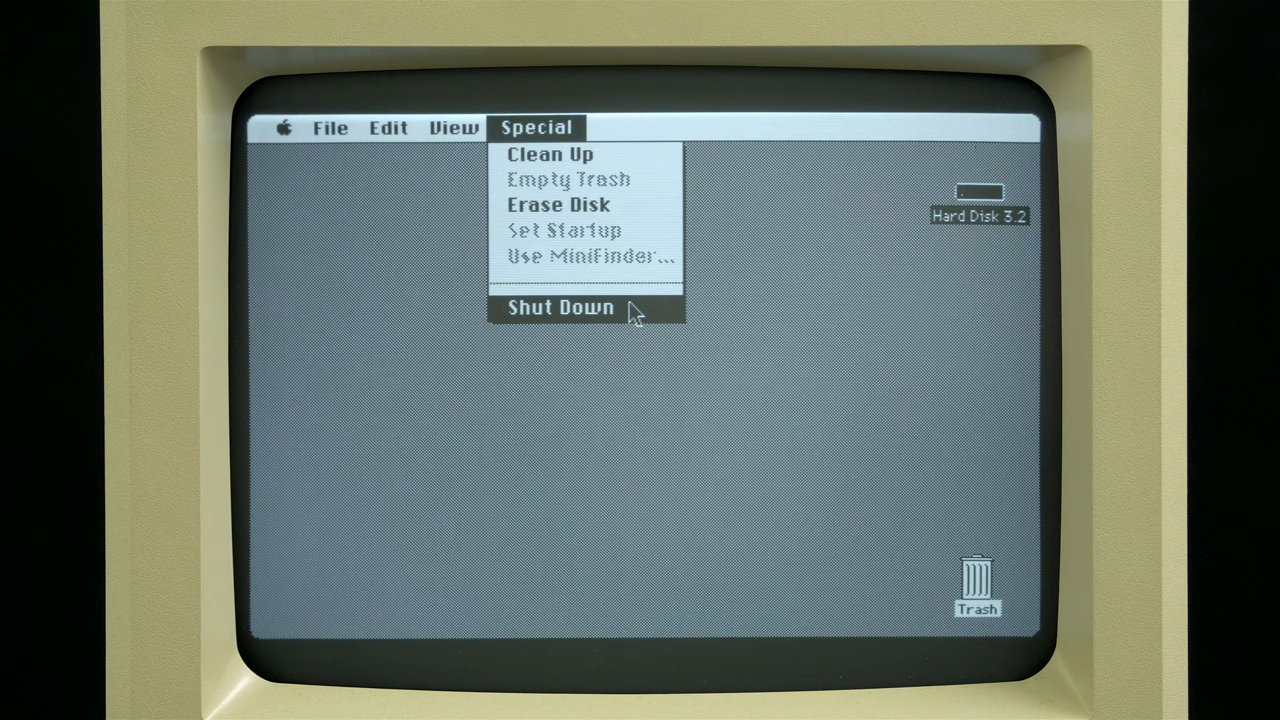 File Edit View Special
Clean Up
Empty Trash
Erase Disk
Set Startup
Use MiniFinder...
Shut Down
Hard Disk 3.2
Trash